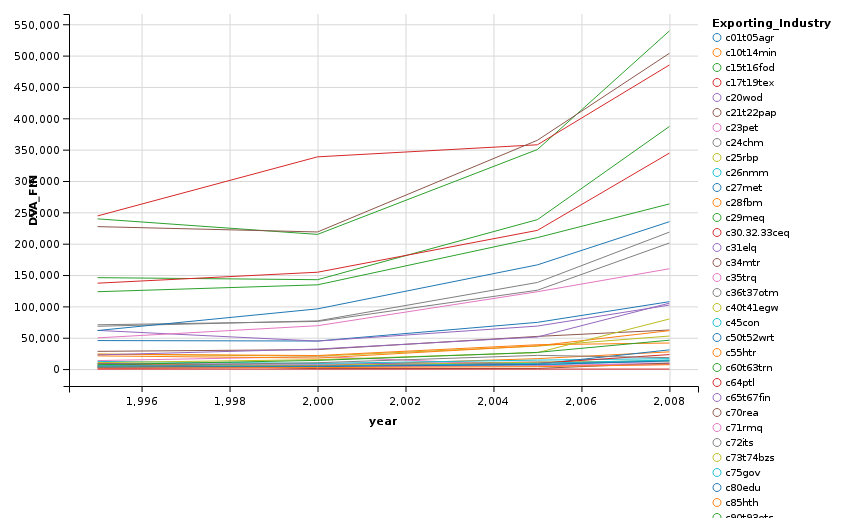 550,000
500,000
450,000
400,000
350,000
300,000
250,000
200,000
150,000
100,000
50,000
0
DVA_FIN
1,996
1,998
2,000
2,002
2,004
2,006
2,008
year
Exporting_Industry
c01t05agr
c10t14min
c15t16fod
c17t19tex
c20wod
c21t22pap
c23pet
c24chm
c25rbp
c26nmm
c27met
c28fbm
c29meq
c30.32.33ceq
c31elq
c34mtr
c35trq
c36t37otm
c40t41egw
c45con
c50t52wrt
c55htr
c60t63trn
c64ptl
c65t67fin
c70rea
c71rmq
c72its
c73t74bzs
c75gov
c80edu
c85hth
c90t93ots